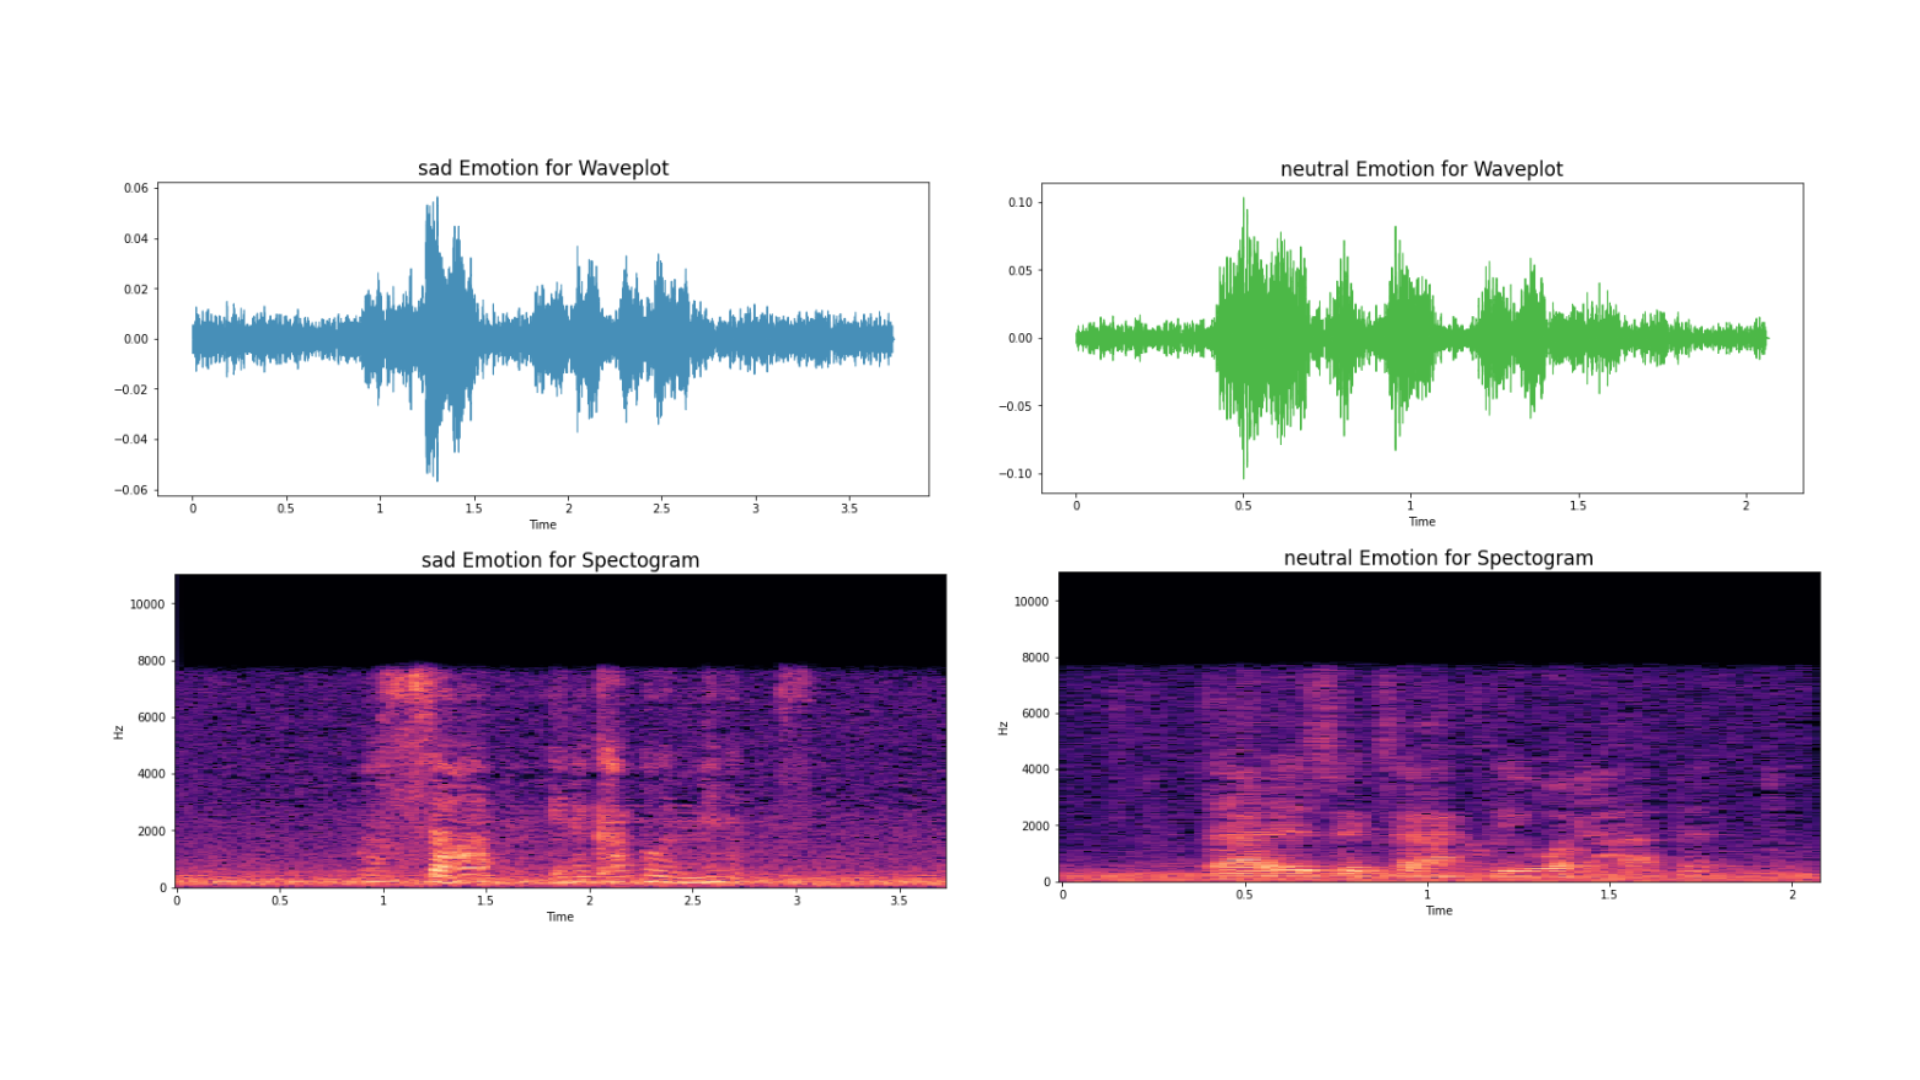 sad Emotion for Waveplot
0.06
0.04
0.02
0.00
−0.02
−0.04
−0.06
0 0.5 1 1.5 2 2.5 3 3.5
Time
neutral Emotion for Waveplot
0.10
0.05
0.00
−0.05
−0.10
0 0.5 1 1.5 2
Time
sad Emotion for Spectogram
10000
8000
6000
4000
2000
0
Hz
0 0.5 1 1.5 2 2.5 3 3.5
Time
neutral Emotion for Spectogram
10000
8000
6000
4000
2000
0
Hz
0 0.5 1 1.5 2
Time